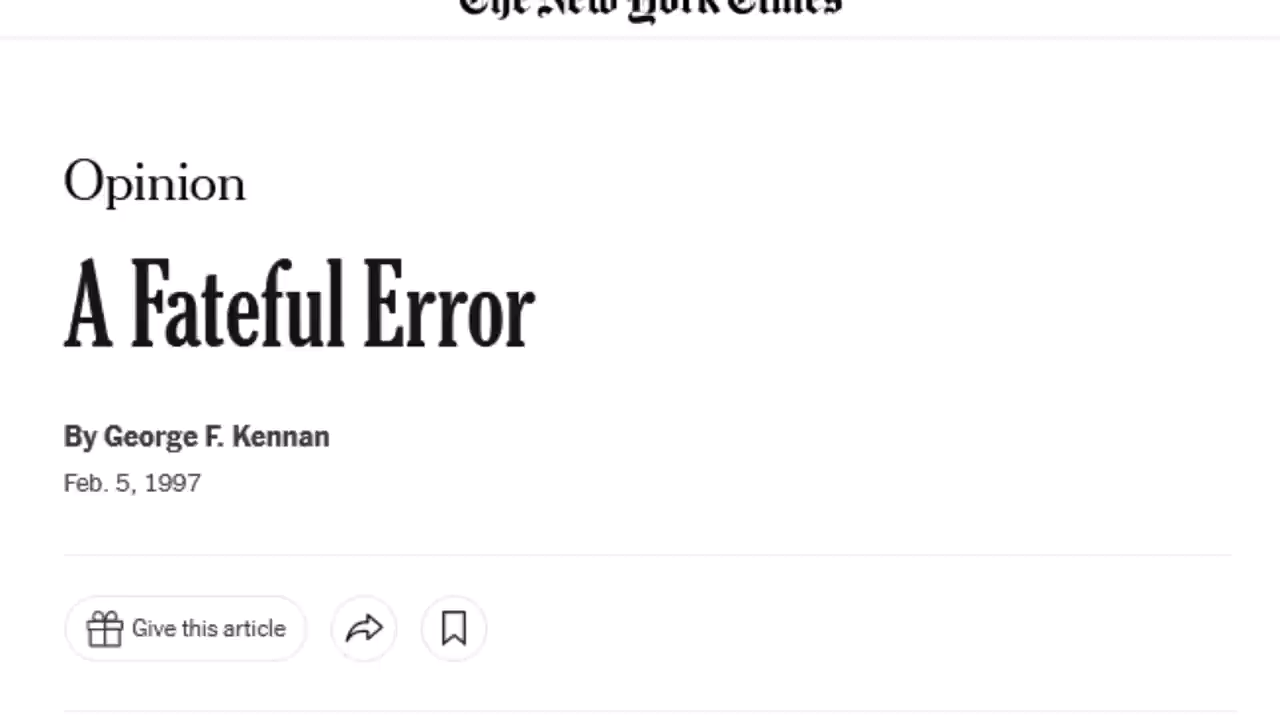 The New York Times
Opinion
A Fateful Error
By George F. Kennan
Feb. 5, 1997
Give this article